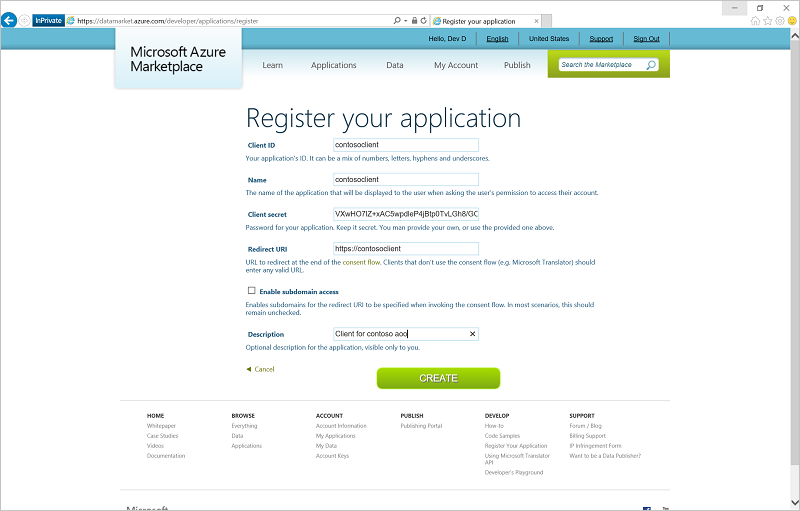 InPrivate https://datamarket.azure.com/developer/applications/register Register your application
Hello, Dev D English United States Support Sign Out
Microsoft Azure
Marketplace
Learn Applications Data My Account Publish Search the Marketplace
Register your application
Client ID contosoclient
Your application's ID. It can be a mix of numbers, letters, hyphens and underscores.
Name contosoclient
The name of the application that will be displayed to the user when asking the user's permission to access their account.
Client secret VXwHO7IZ+xAC5wpdleP4jBtp0TvLGh8/GC
Password for your application. Keep it secret. You man provide your own, or use the provided one above.
Redirect URI https://contosoclient
URL to redirect at the end of the consent flow. Clients that don't use the consent flow (e.g. Microsoft Translator) should
enter any valid URL.
Enable subdomain access
Enables subdomains for the redirect URI to be specified when invoking the consent flow. In most scenarios, this should
remain unchecked.
Description Client for contoso aoo
Optional description for the application, visible only to you.
Cancel CREATE
HOME BROWSE ACCOUNT PUBLISH DEVELOP SUPPORT
Whitepaper Everything Account Information Publishing Portal How-to Forum / Blog
Case Studies Data My Applications Code Samples Billing Support
Videos Applications My Data Register Your Application IP Infringement Form
Documentation Account Keys Using Microsoft Translator Want to be a Data Publisher?
API
Developer's Playground
Microsoft